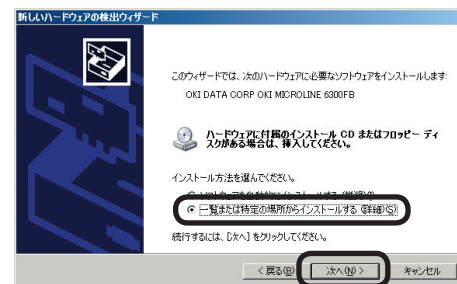 新しいハードウェアの検出ウィザード
このウィザードでは、次のハードウェアに必要なソフトウェアをインストールします:
OKI DATA CORP OKI MICROLINE 6300FB
ハードウェアに付属のインストール CD またはフロッピー ディ
スクがある場合は、挿入してください。
インストール方法を選んでください。
一覧または特定の場所からインストールする (詳細)(S)
続行するには、[次へ] をクリックしてください。
< 戻る(B) 次へ(N) > キャンセル